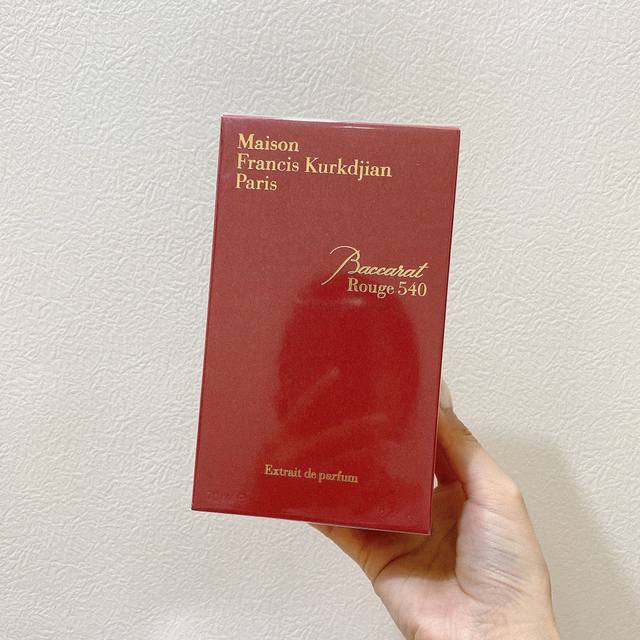 Maison
Francis Kurkdjian
Paris
Baccarat
Rouge 540
Extrait de parfum